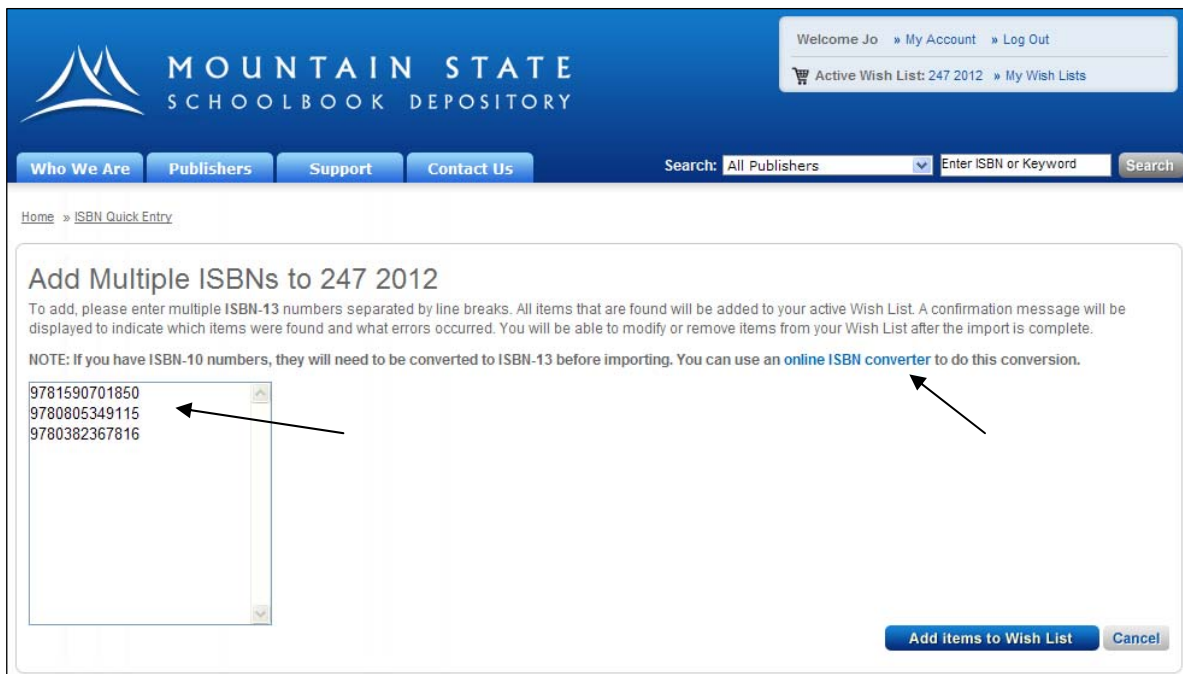 Welcome Jo » My Account » Log Out
MOUNTAIN STATE
SCHOOLBOOK DEPOSITORY
Active Wish List: 247 2012 » My Wish Lists
Who We Are Publishers Support Contact Us Search: All Publishers Enter ISBN or Keyword Search
Home » ISBN Quick Entry
Add Multiple ISBNs to 247 2012
To add, please enter multiple ISBN-13 numbers separated by line breaks. All items that are found will be added to your active Wish List. A confirmation message will be
displayed to indicate which items were found and what errors occurred. You will be able to modify or remove items from your Wish List after the import is complete.
NOTE: If you have ISBN-10 numbers, they will need to be converted to ISBN-13 before importing. You can use an online ISBN converter to do this conversion.
9781590701850
9780805349115
9780382367816
Add items to Wish List Cancel